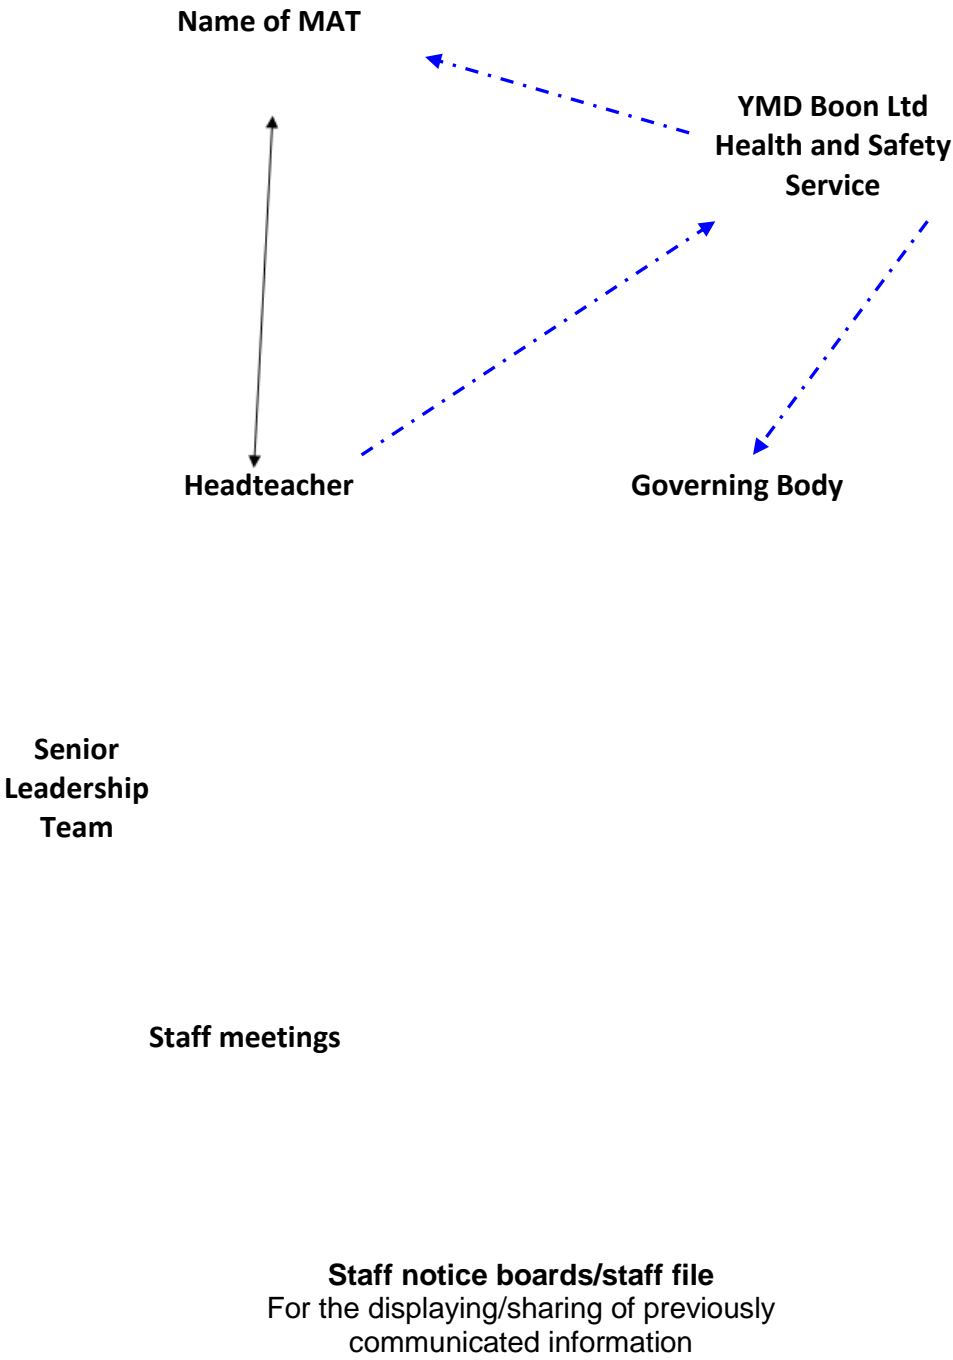 Name of MAT
YMD Boon Ltd
Health and Safety
Service
Headteacher
Governing Body
Senior
Leadership
Team
Staff meetings
Staff notice boards/staff file
For the displaying/sharing of previously
communicated information